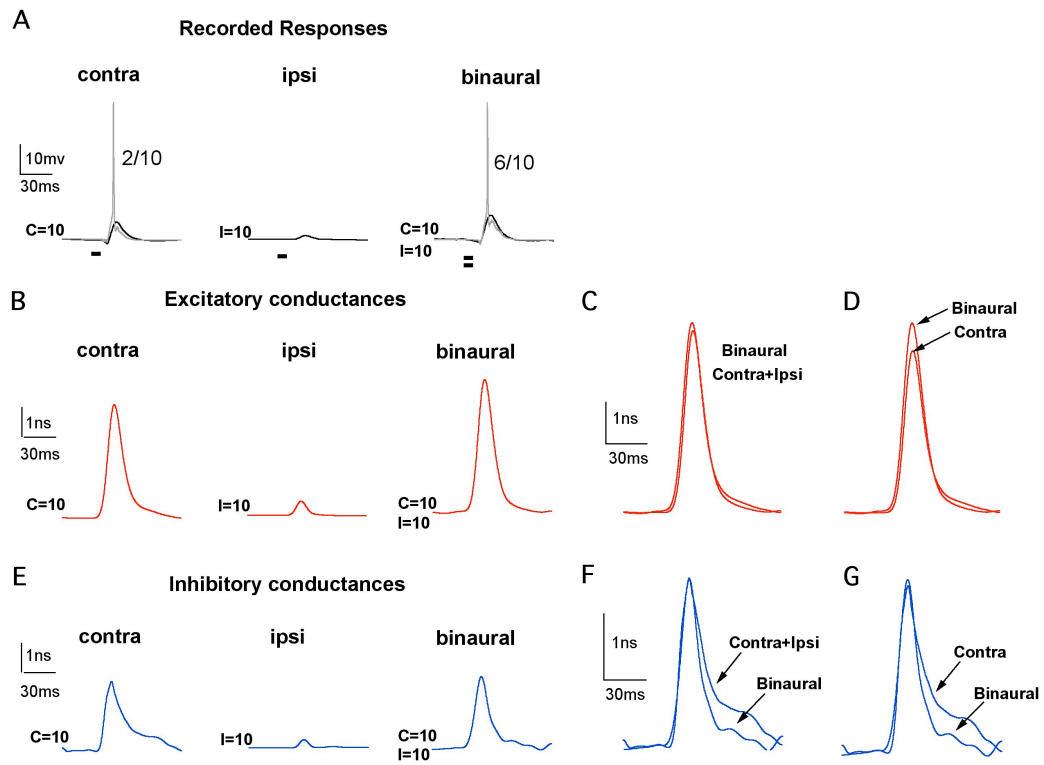 A
Recorded Responses
contra
ipsi
binaural
10mv
30ms
2/10
6/10
C=10
I=10
C=10
I=10
B
Excitatory conductances
contra
ipsi
binaural
1ns
30ms
C=10
I=10
C=10
I=10
C
Binaural
Contra+Ipsi
1ns
30ms
D
Binaural
Contra
E
Inhibitory conductances
contra
ipsi
binaural
1ns
30ms
C=10
I=10
C=10
I=10
F
Contra+Ipsi
Binaural
1ns
30ms
G
Contra
Binaural